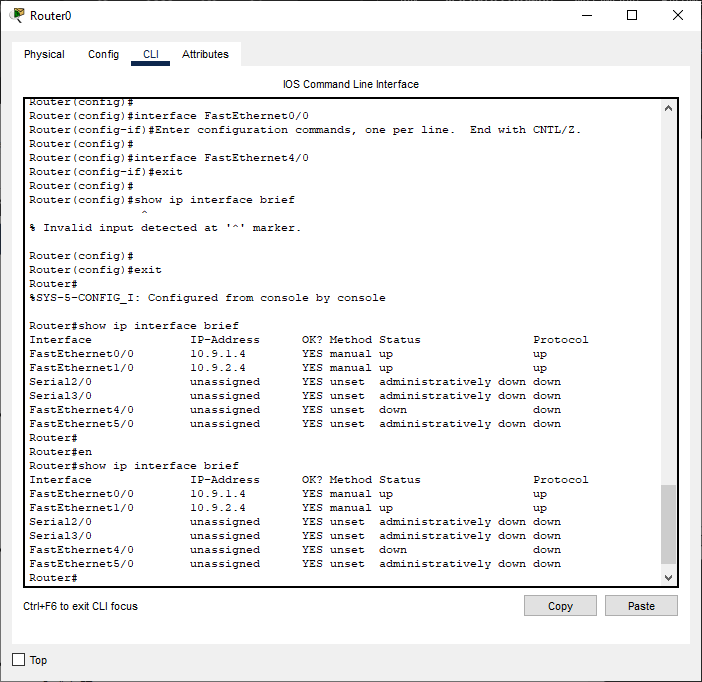 Router0
Physical Config CLI Attributes
IOS Command Line Interface
Router(config)#
Router(config)#interface FastEthernet0/0
Router(config-if)#Enter configuration commands, one per line.  End with CNTL/Z.
Router(config)#
Router(config)#interface FastEthernet4/0
Router(config-if)#exit
Router(config)#
Router(config)#show ip interface brief
                ^
% Invalid input detected at '^' marker.
Router(config)#
Router(config)#exit
Router#
%SYS-5-CONFIG_I: Configured from console by console
Router#show ip interface brief
Interface              IP-Address      OK? Method Status                Protocol
FastEthernet0/0        10.9.1.4        YES manual up                    up
FastEthernet1/0        10.9.2.4        YES manual up                    up
Serial2/0              unassigned      YES unset  administratively down down
Serial3/0              unassigned      YES unset  administratively down down
FastEthernet4/0        unassigned      YES unset  down                  down
FastEthernet5/0        unassigned      YES unset  administratively down down
Router#
Router#en
Router#show ip interface brief
Interface              IP-Address      OK? Method Status                Protocol
FastEthernet0/0        10.9.1.4        YES manual up                    up
FastEthernet1/0        10.9.2.4        YES manual up                    up
Serial2/0              unassigned      YES unset  administratively down down
Serial3/0              unassigned      YES unset  administratively down down
FastEthernet4/0        unassigned      YES unset  down                  down
FastEthernet5/0        unassigned      YES unset  administratively down down
Router#
Ctrl+F6 to exit CLI focus Copy Paste
Top